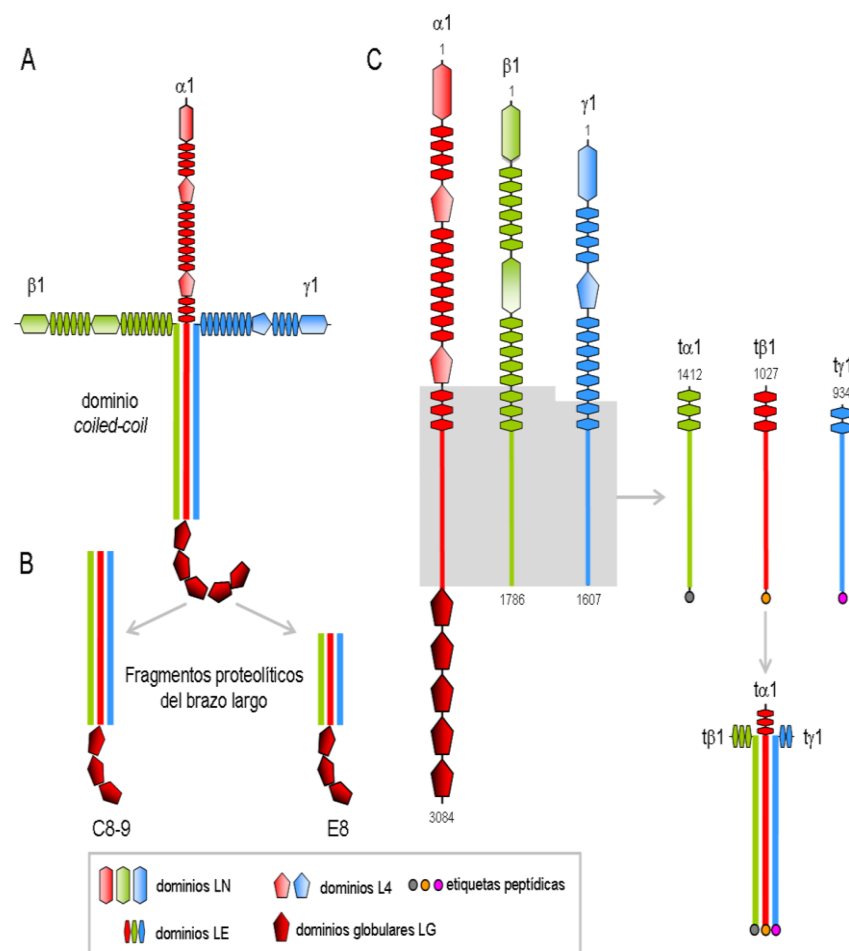 A
α1
β1
γ1
dominio
coiled-coil
B
Fragmentos proteolíticos
del brazo largo
C8-9
E8
C
α1
1
β1
1
γ1
1
1786
1607
3084
tα1
1412
tβ1
1027
tγ1
934
tα1
tβ1
tγ1
dominios LN
dominios L4
etiquetas peptídicas
dominios LE
dominios globulares LG